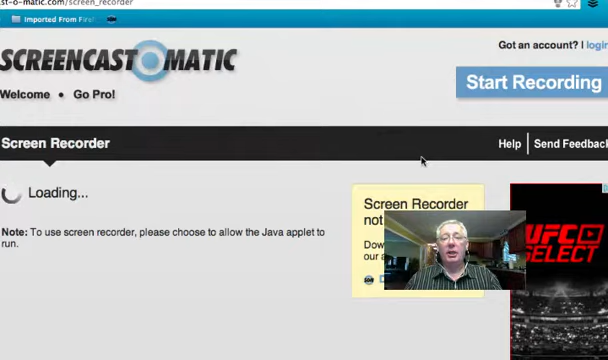 st-o-matic.com/screen_recorder
Imported From Firef
Got an account? | login
SCREENCAST O MATIC
Start Recording
Welcome • Go Pro!
Screen Recorder
Help
Send Feedback
Loading...
Note: To use screen recorder, please choose to allow the Java applet to
run.
Screen Recorder
not
Dow
our a
UFC
SELECT